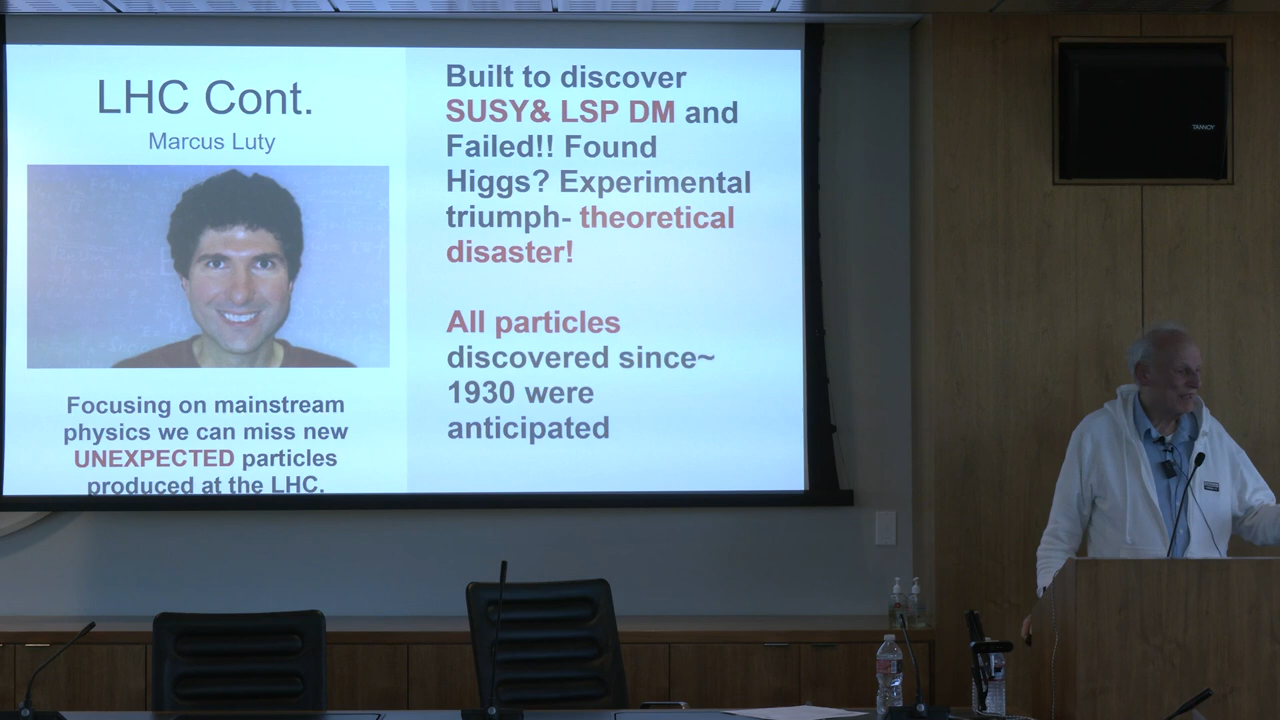 LHC Cont.
Marcus Luty
Focusing on mainstream
physics we can miss new
UNEXPECTED particles
produced at the LHC.
Built to discover
SUSY& LSP DM and
Failed!! Found
Higgs? Experimental
triumph- theoretical
disaster!
All particles
discovered since~
1930 were
anticipated
TANNOY